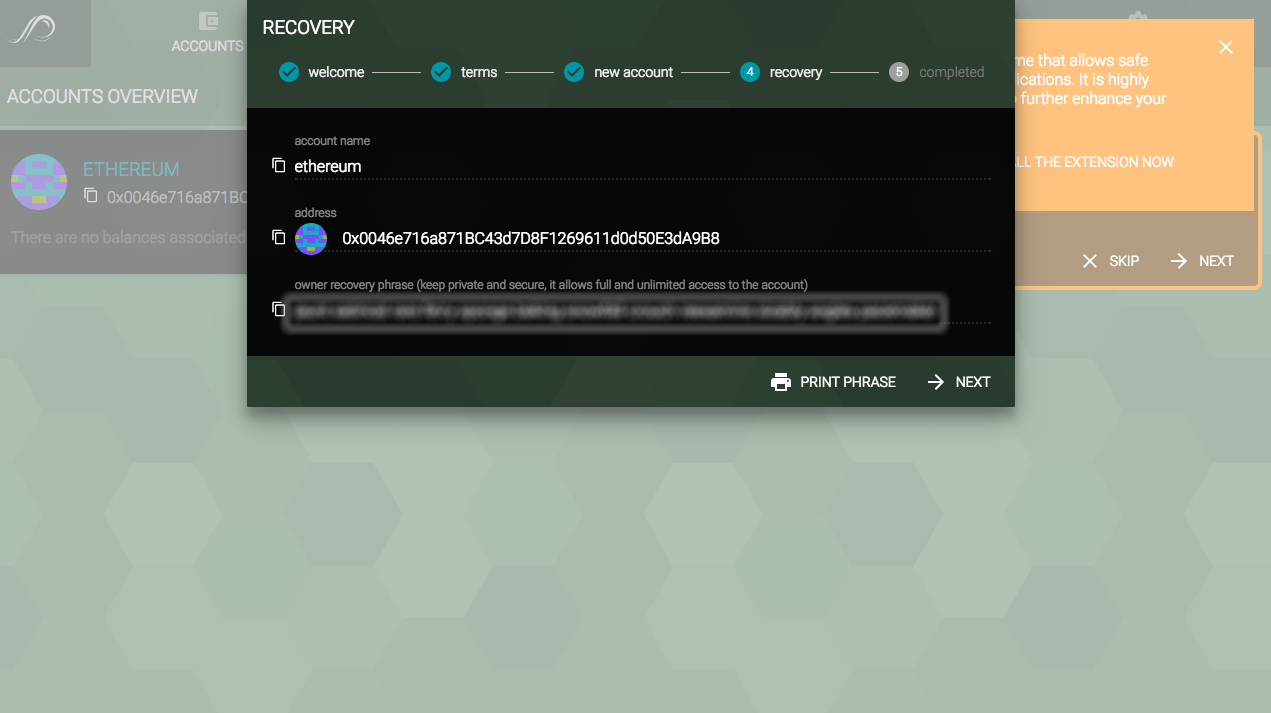 ACCOUNTS
ACCOUNTS OVERVIEW
ETHEREUM
0x0046e716a871BC
There are no balances associated
RECOVERY
welcome
terms
new account
4 recovery
5 completed
account name
ethereum
address
0x0046e716a871BC43d7D8F1269611d0d50E3dA9B8
owner recovery phrase (keep private and secure, it allows full and unlimited access to the account)
PRINT PHRASE
NEXT
me that allows safe
ications. It is highly
further enhance your
LL THE EXTENSION NOW
SKIP
NEXT